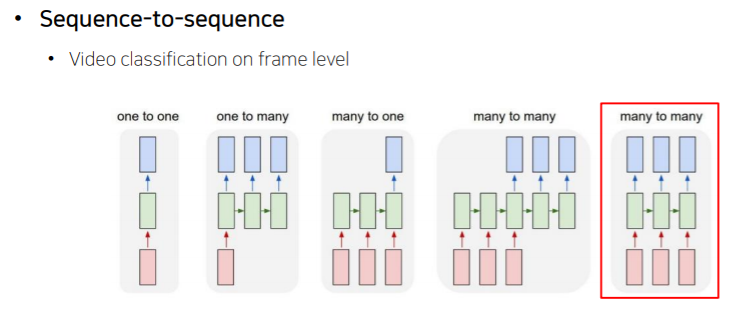 • Sequence-to-sequence
• Video classification on frame level
one to one one to many many to one many to many many to many